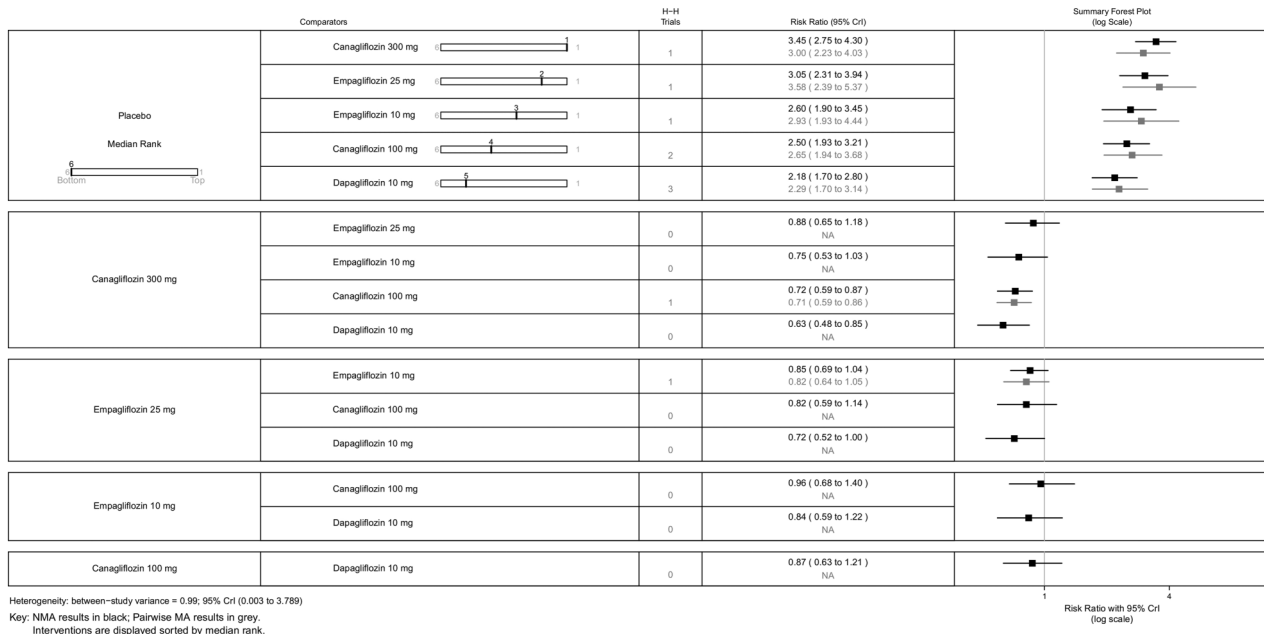 Comparators
H−H
Trials
Risk Ratio (95% CrI)
Summary Forest Plot
(log Scale)
Placebo
Median Rank
6
6 1
Bottom Top
Canagliflozin 300 mg 6 1 1
1
3.45 ( 2.75 to 4.30 )
3.00 ( 2.23 to 4.03 )
Empagliflozin 25 mg 6 2 1
1
3.05 ( 2.31 to 3.94 )
3.58 ( 2.39 to 5.37 )
Empagliflozin 10 mg 6 3 1
1
2.60 ( 1.90 to 3.45 )
2.93 ( 1.93 to 4.44 )
Canagliflozin 100 mg 6 4 1
2
2.50 ( 1.93 to 3.21 )
2.65 ( 1.94 to 3.68 )
Dapagliflozin 10 mg 6 5 1
3
2.18 ( 1.70 to 2.80 )
2.29 ( 1.70 to 3.14 )
Canagliflozin 300 mg
Empagliflozin 25 mg
0
0.88 ( 0.65 to 1.18 )
NA
Empagliflozin 10 mg
0
0.75 ( 0.53 to 1.03 )
NA
Canagliflozin 100 mg
1
0.72 ( 0.59 to 0.87 )
0.71 ( 0.59 to 0.86 )
Dapagliflozin 10 mg
0
0.63 ( 0.48 to 0.85 )
NA
Empagliflozin 25 mg
Empagliflozin 10 mg
1
0.85 ( 0.69 to 1.04 )
0.82 ( 0.64 to 1.05 )
Canagliflozin 100 mg
0
0.82 ( 0.59 to 1.14 )
NA
Dapagliflozin 10 mg
0
0.72 ( 0.52 to 1.00 )
NA
Empagliflozin 10 mg
Canagliflozin 100 mg
0
0.96 ( 0.68 to 1.40 )
NA
Dapagliflozin 10 mg
0
0.84 ( 0.59 to 1.22 )
NA
Canagliflozin 100 mg
Dapagliflozin 10 mg
0
0.87 ( 0.63 to 1.21 )
NA
1 4
Risk Ratio with 95% CrI
(log scale)
Heterogeneity: between−study variance = 0.99; 95% CrI (0.003 to 3.789)
Key: NMA results in black; Pairwise MA results in grey.
Interventions are displayed sorted by median rank.